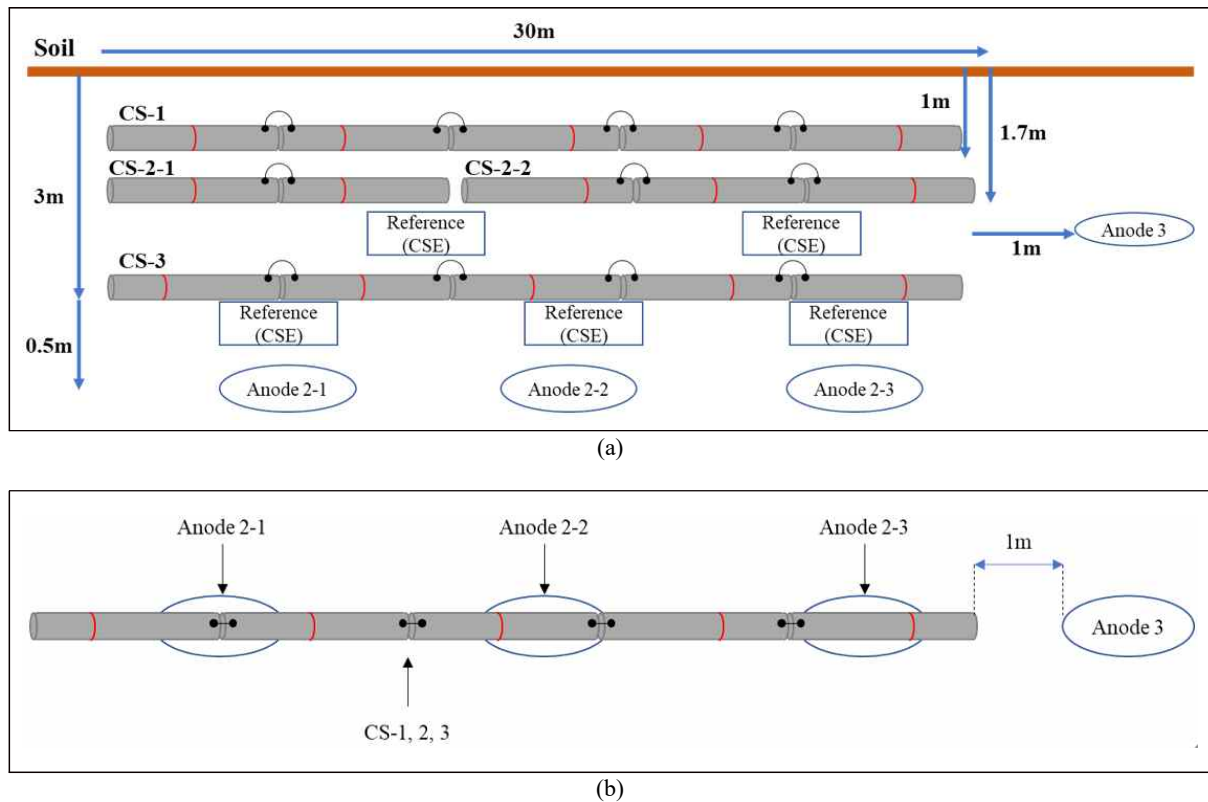 30m
Soil
CS-1
1m
1.7m
CS-2-1
CS-2-2
3m
Reference
(CSE)
Reference
(CSE)
Anode 3
1m
CS-3
Reference
(CSE)
Reference
(CSE)
Reference
(CSE)
0.5m
Anode 2-1
Anode 2-2
Anode 2-3
(a)
Anode 2-1
Anode 2-2
Anode 2-3
1m
Anode 3
CS-1, 2, 3
(b)